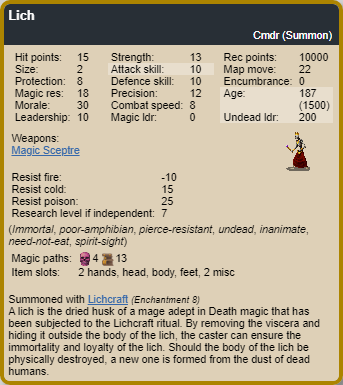 Lich
Cmdr (Summon)
Hit points: 15 Strength: 13 Rec points: 10000
Size: 2 Attack skill: 10 Map move: 22
Protection: 8 Defence skill: 10 Encumbrance: 0
Magic res: 18 Precision: 12 Age: 187
Morale: 30 Combat speed: 8 (1500)
Leadership: 10 Magic ldr: 0 Undead ldr: 200
Weapons:
Magic Sceptre
Resist fire: -10
Resist cold: 15
Resist poison: 25
Research level if independent: 7
(Immortal, poor-amphibian, pierce-resistant, undead, inanimate,
need-not-eat, spirit-sight)
Magic paths: 4 13
Item slots: 2 hands, head, body, feet, 2 misc
Summoned with Lichcraft (Enchantment 8)
A lich is the dried husk of a mage adept in Death magic that has
been subjected to the Lichcraft ritual. By removing the viscera and
hiding it outside the body of the lich, the caster can ensure the
immortality and loyalty of the lich. Should the body of the lich be
physically destroyed, a new one is formed from the dust of dead
humans.